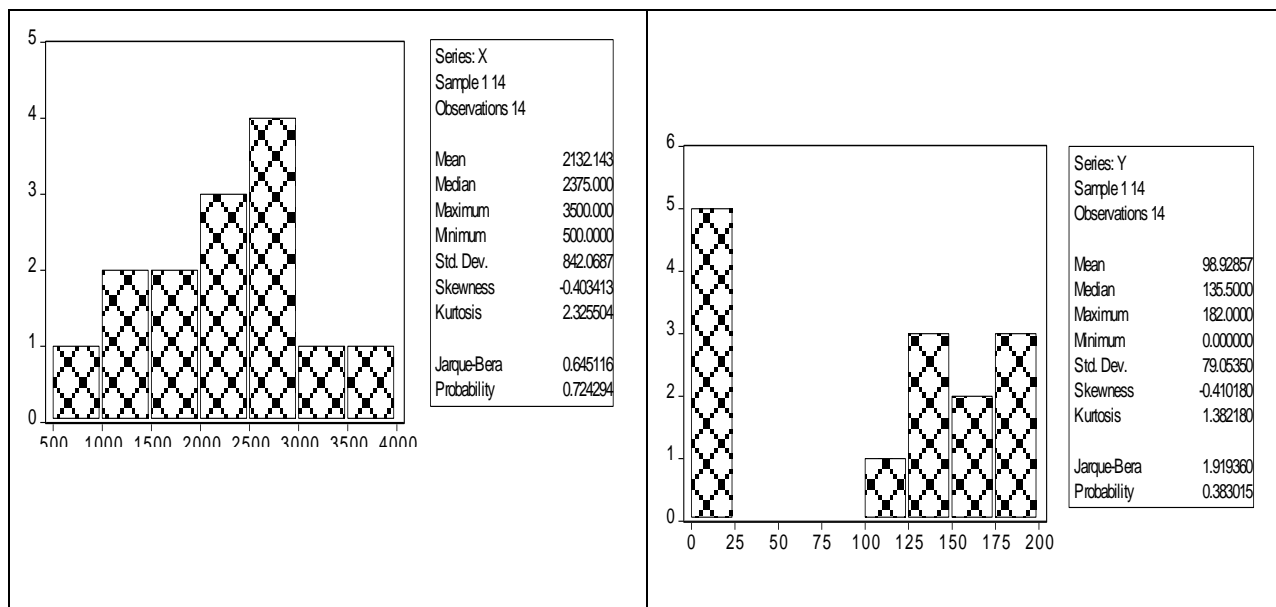 5
4
3
2
1
0
500 1000 1500 2000 2500 3000 3500 4000
Series: X
Sample 1 14
Observations 14
Mean 2132.143
Median 2375.000
Maximum 3500.000
Minimum 500.0000
Std. Dev. 842.0687
Skewness -0.403413
Kurtosis 2.325504
Jarque-Bera 0.645116
Probability 0.724294
6
5
4
3
2
1
0
0 25 50 75 100 125 150 175 200
Series: Y
Sample 1 14
Observations 14
Mean 98.92857
Median 135.5000
Maximum 182.0000
Minimum 0.000000
Std. Dev. 79.05350
Skewness -0.410180
Kurtosis 1.382180
Jarque-Bera 1.919360
Probability 0.383015